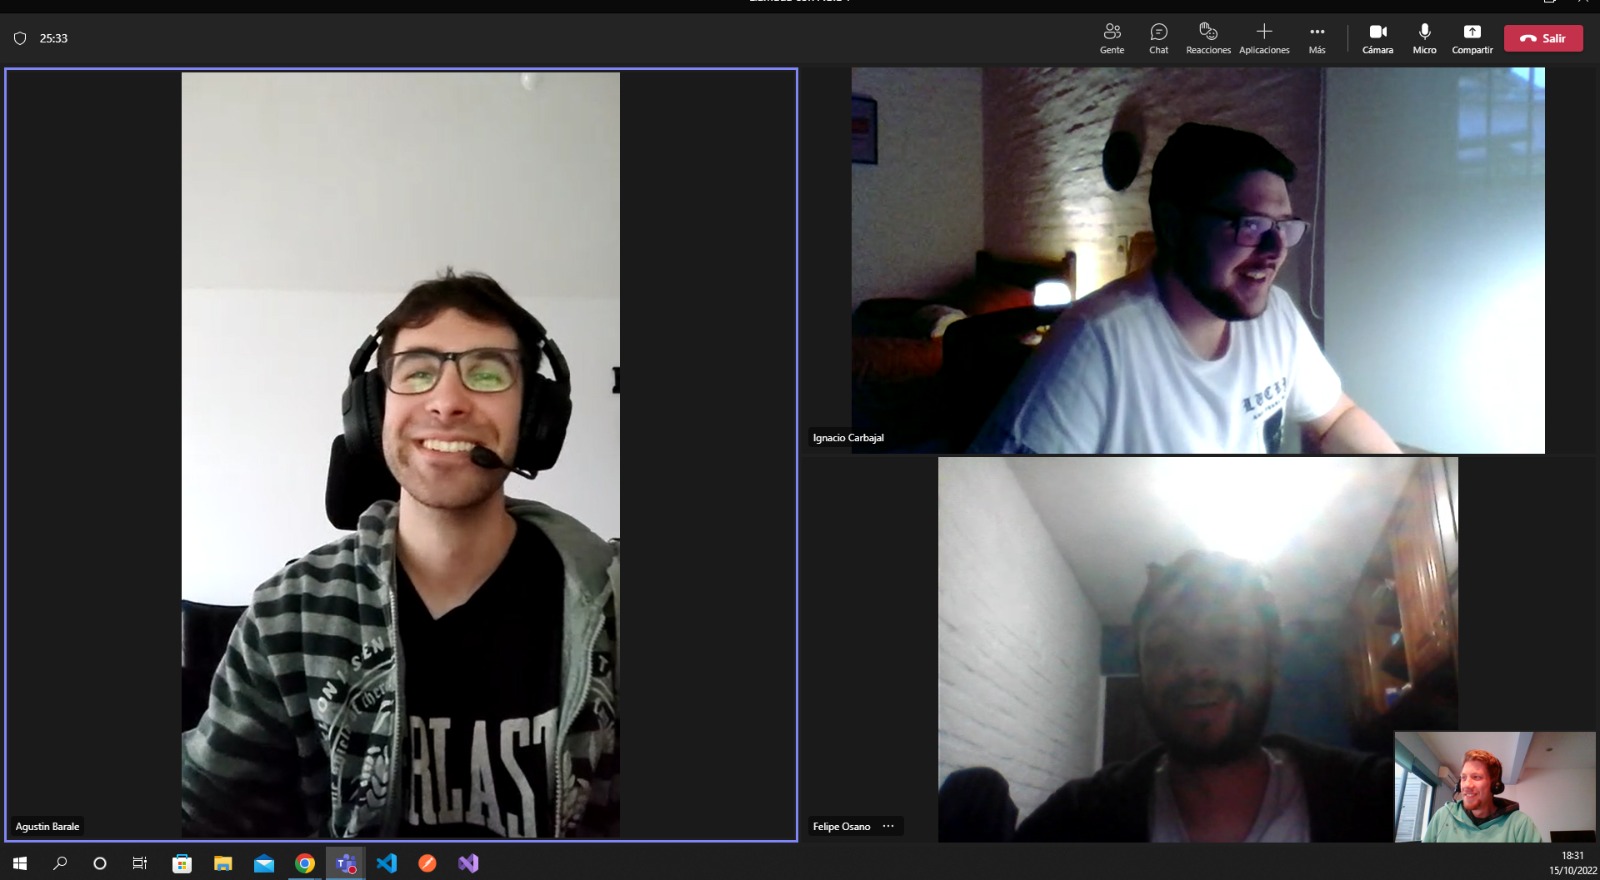 25:33
Gente
Chat
Reacciones
Aplicaciones
Más
Cámara
Micro
Compartir
Salir
Ignacio Carbajal
Agustin Barale
Felipe Osano
18:31
15/10/2022